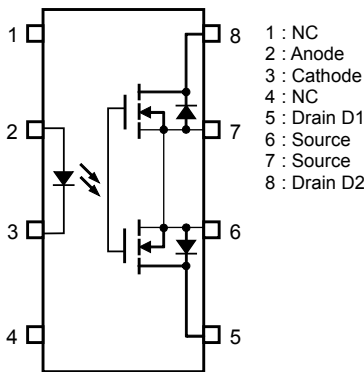 1
2
3
4
8
7
6
5
1 : NC
2 : Anode
3 : Cathode
4 : NC
5 : Drain D1
6 : Source
7 : Source
8 : Drain D2